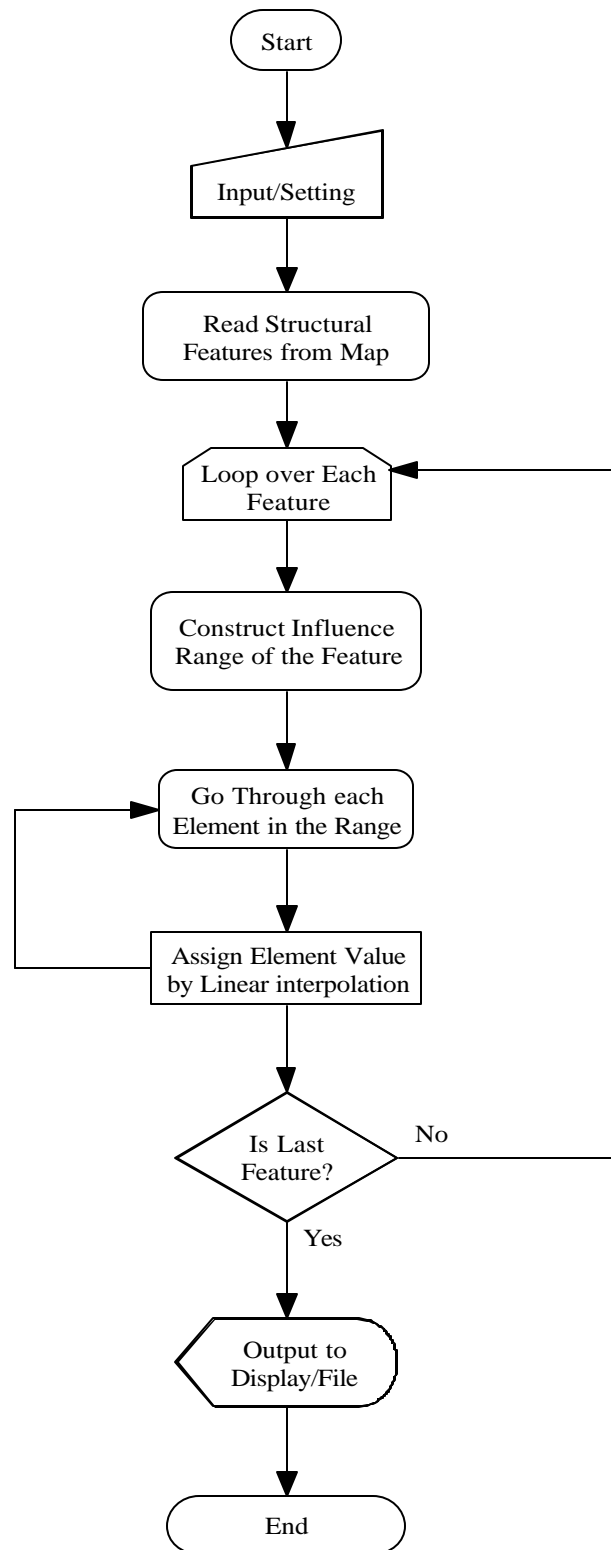 Start
Input/Setting
Read Structural
Features from Map
Loop over Each
Feature
Construct Influence
Range of the Feature
Go Through each
Element in the Range
Assign Element Value
by Linear interpolation
Is Last
Feature?
No
Yes
Output to
Display/File
End